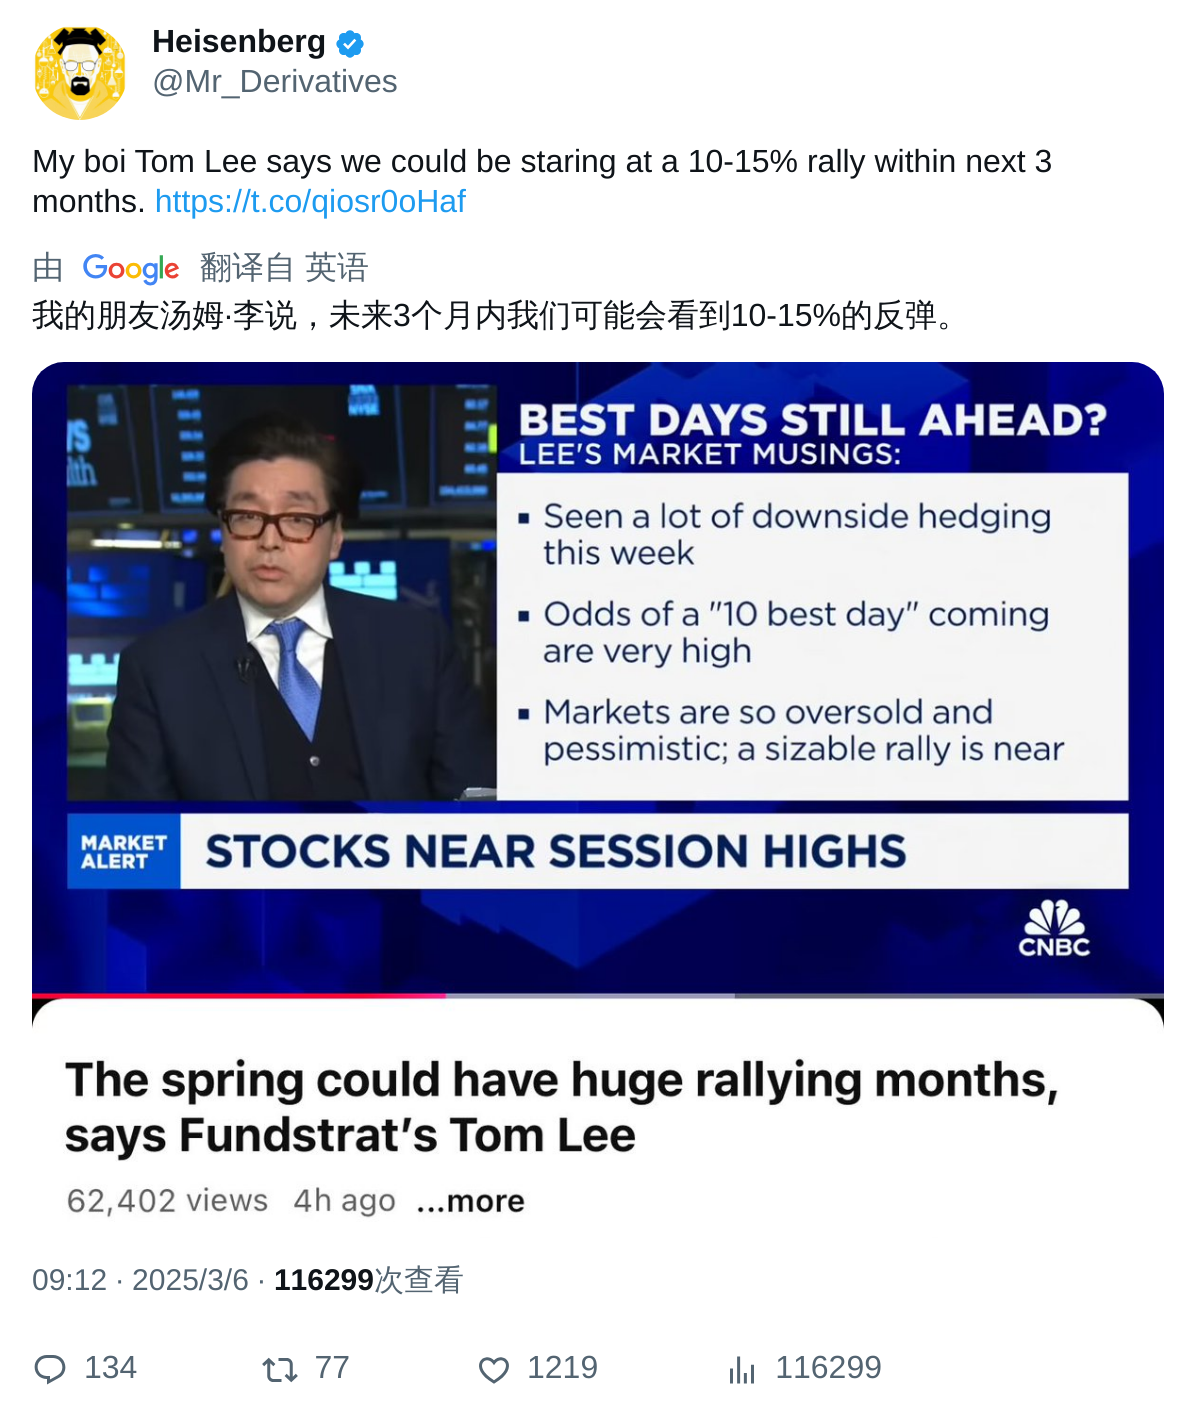 Heisenberg
@Mr_Derivatives
My boi Tom Lee says we could be staring at a 10-15% rally within next 3
months. https://t.co/qiosr0oHaf
由 Google 翻译自 英语
我的朋友汤姆·李说，未来3个月内我们可能会看到10-15%的反弹。
NYSE
BEST DAYS STILL AHEAD?
LEE'S MARKET MUSINGS:
▪ Seen a lot of downside hedging
this week
▪ Odds of a "10 best day" coming
are very high
▪ Markets are so oversold and
pessimistic; a sizable rally is near
MARKET
ALERT
STOCKS NEAR SESSION HIGHS
CNBC
The spring could have huge rallying months,
says Fundstrat’s Tom Lee
62,402 views 4h ago ...more
09:12 · 2025/3/6 · 116299次查看
134 77 1219 116299